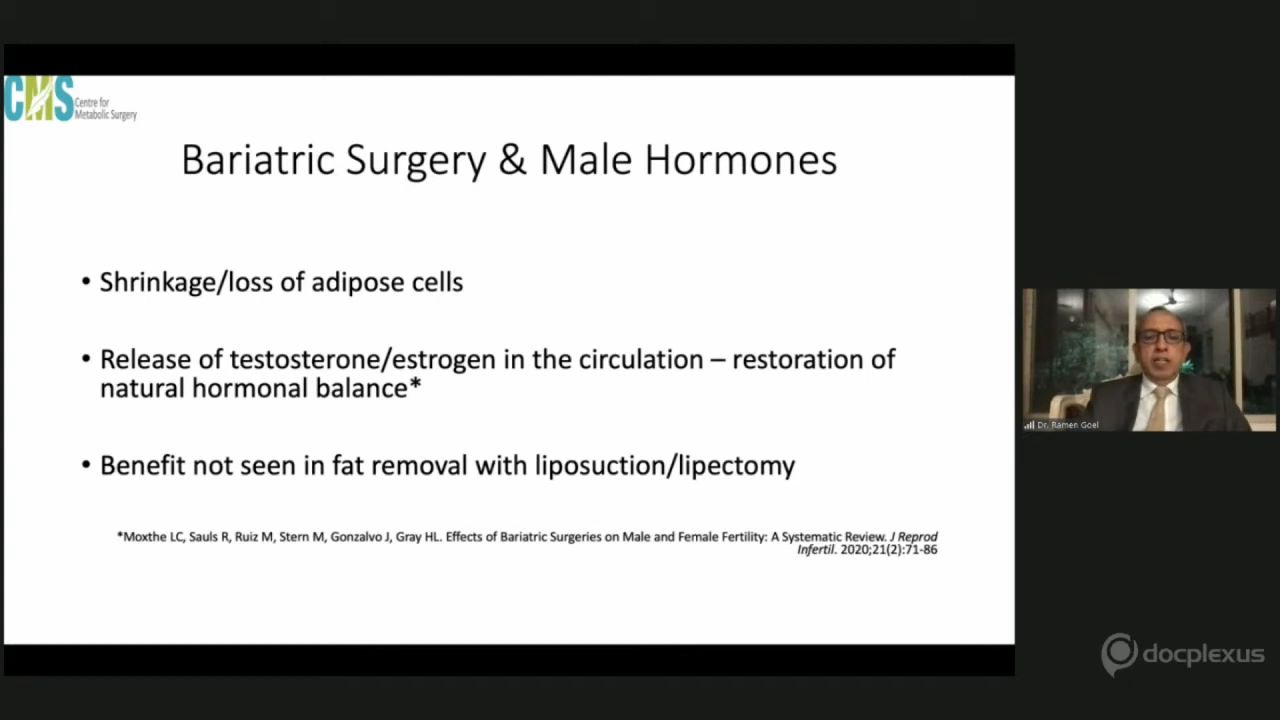 CMS
Centre for
Metabolic Surgery
Bariatric Surgery & Male Hormones
• Shrinkage/loss of adipose cells
• Release of testosterone/estrogen in the circulation – restoration of
natural hormonal balance*
• Benefit not seen in fat removal with liposuction/lipectomy
*Moxthe LC, Sauls R, Ruiz M, Stern M, Gonzalvo J, Gray HL. Effects of Bariatric Surgeries on Male and Female Fertility: A Systematic Review. J Reprod
Infertil. 2020;21(2):71-86
Dr. Ramen Goel
docplexus